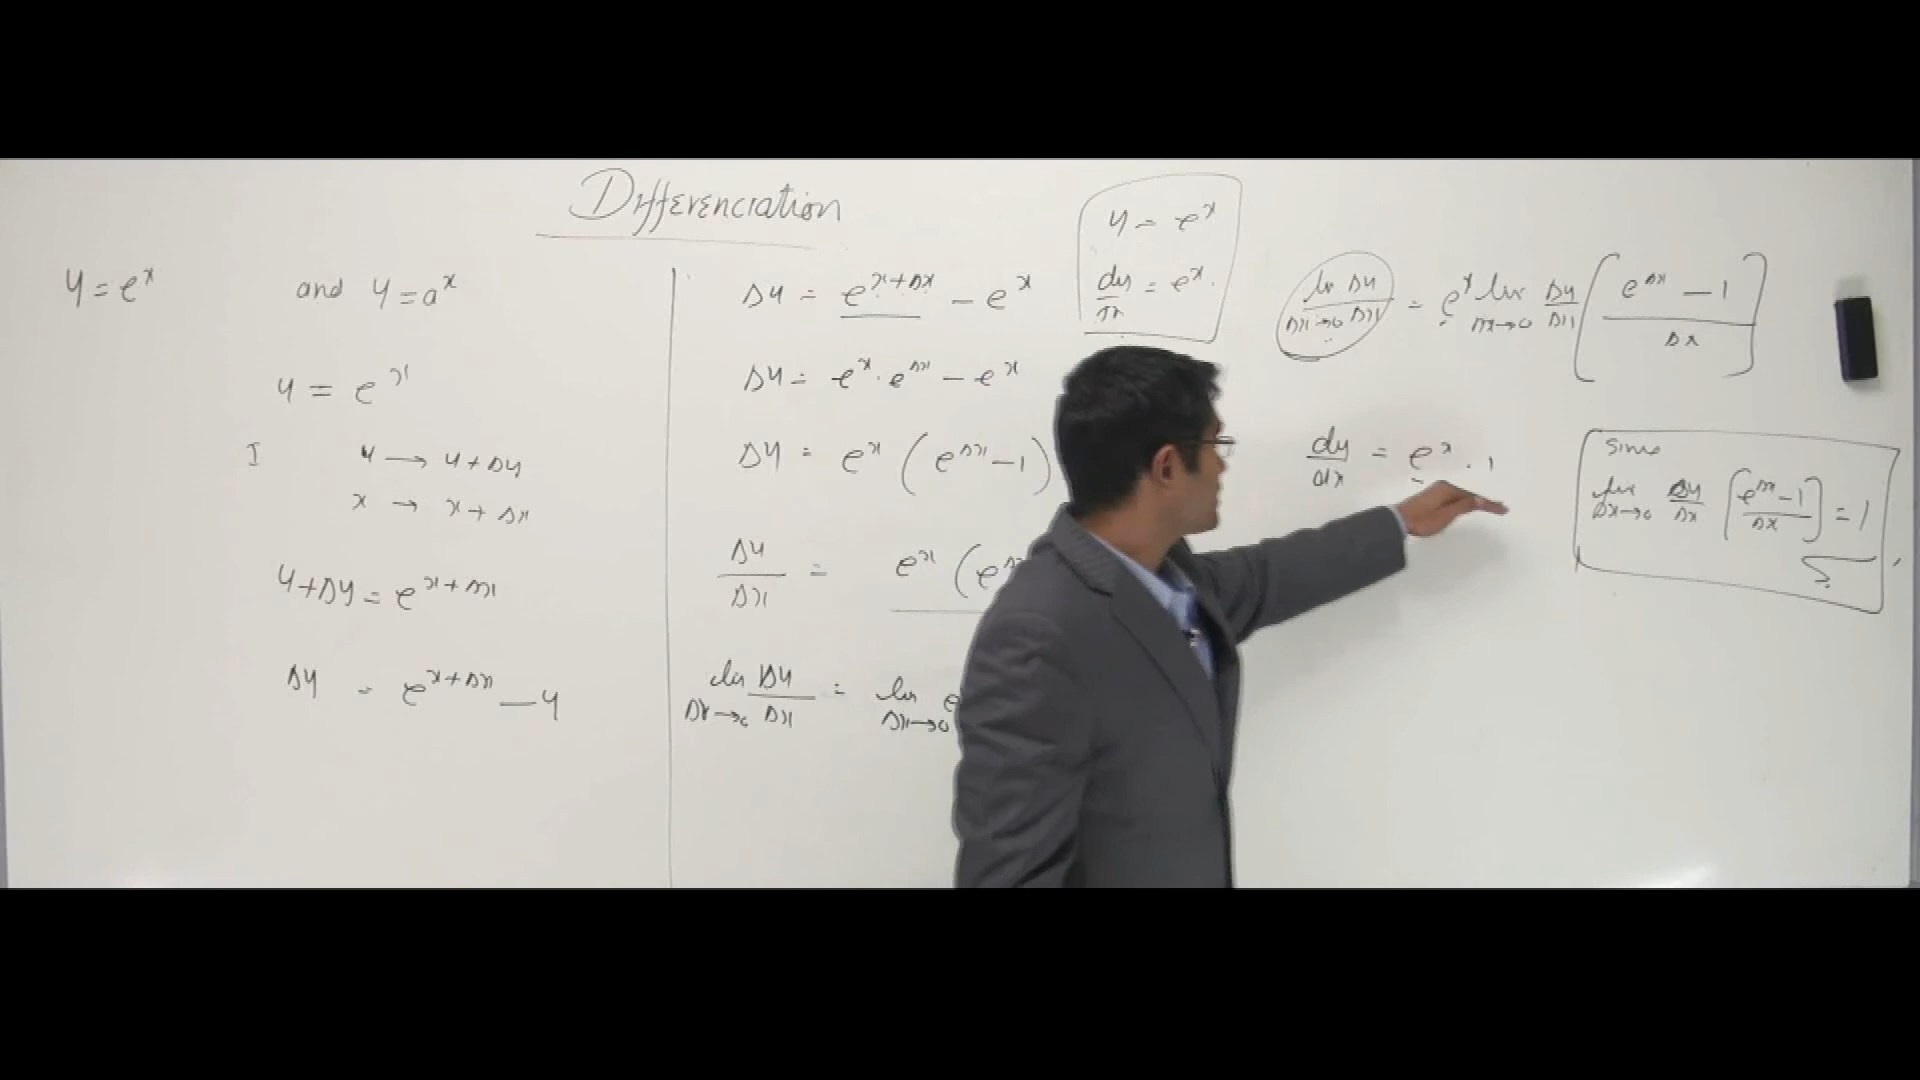 Differenciation
y = e^x and y = a^x
y = e^x
I y → y + Δy
x → x + Δx
y + Δy = e^(x + Δx)
Δy = e^(x + Δx) − y
Δy = e^(x + Δx) − e^x
Δy = e^x · e^Δx − e^x
Δy = e^x (e^Δx − 1)
Δy/Δx = e^x (e^Δx
lim Δx→0 Δy/Δx = lim Δx→0 e
y = e^x
dy/dx = e^x.
lim Δx→0 Δy/Δx = e^x lim Δx→0 Δy/Δx [(e^Δx − 1)/Δx]
dy/dx = e^x . 1
since
lim Δx→0 Δy/Δx [(e^Δx − 1)/Δx] = 1